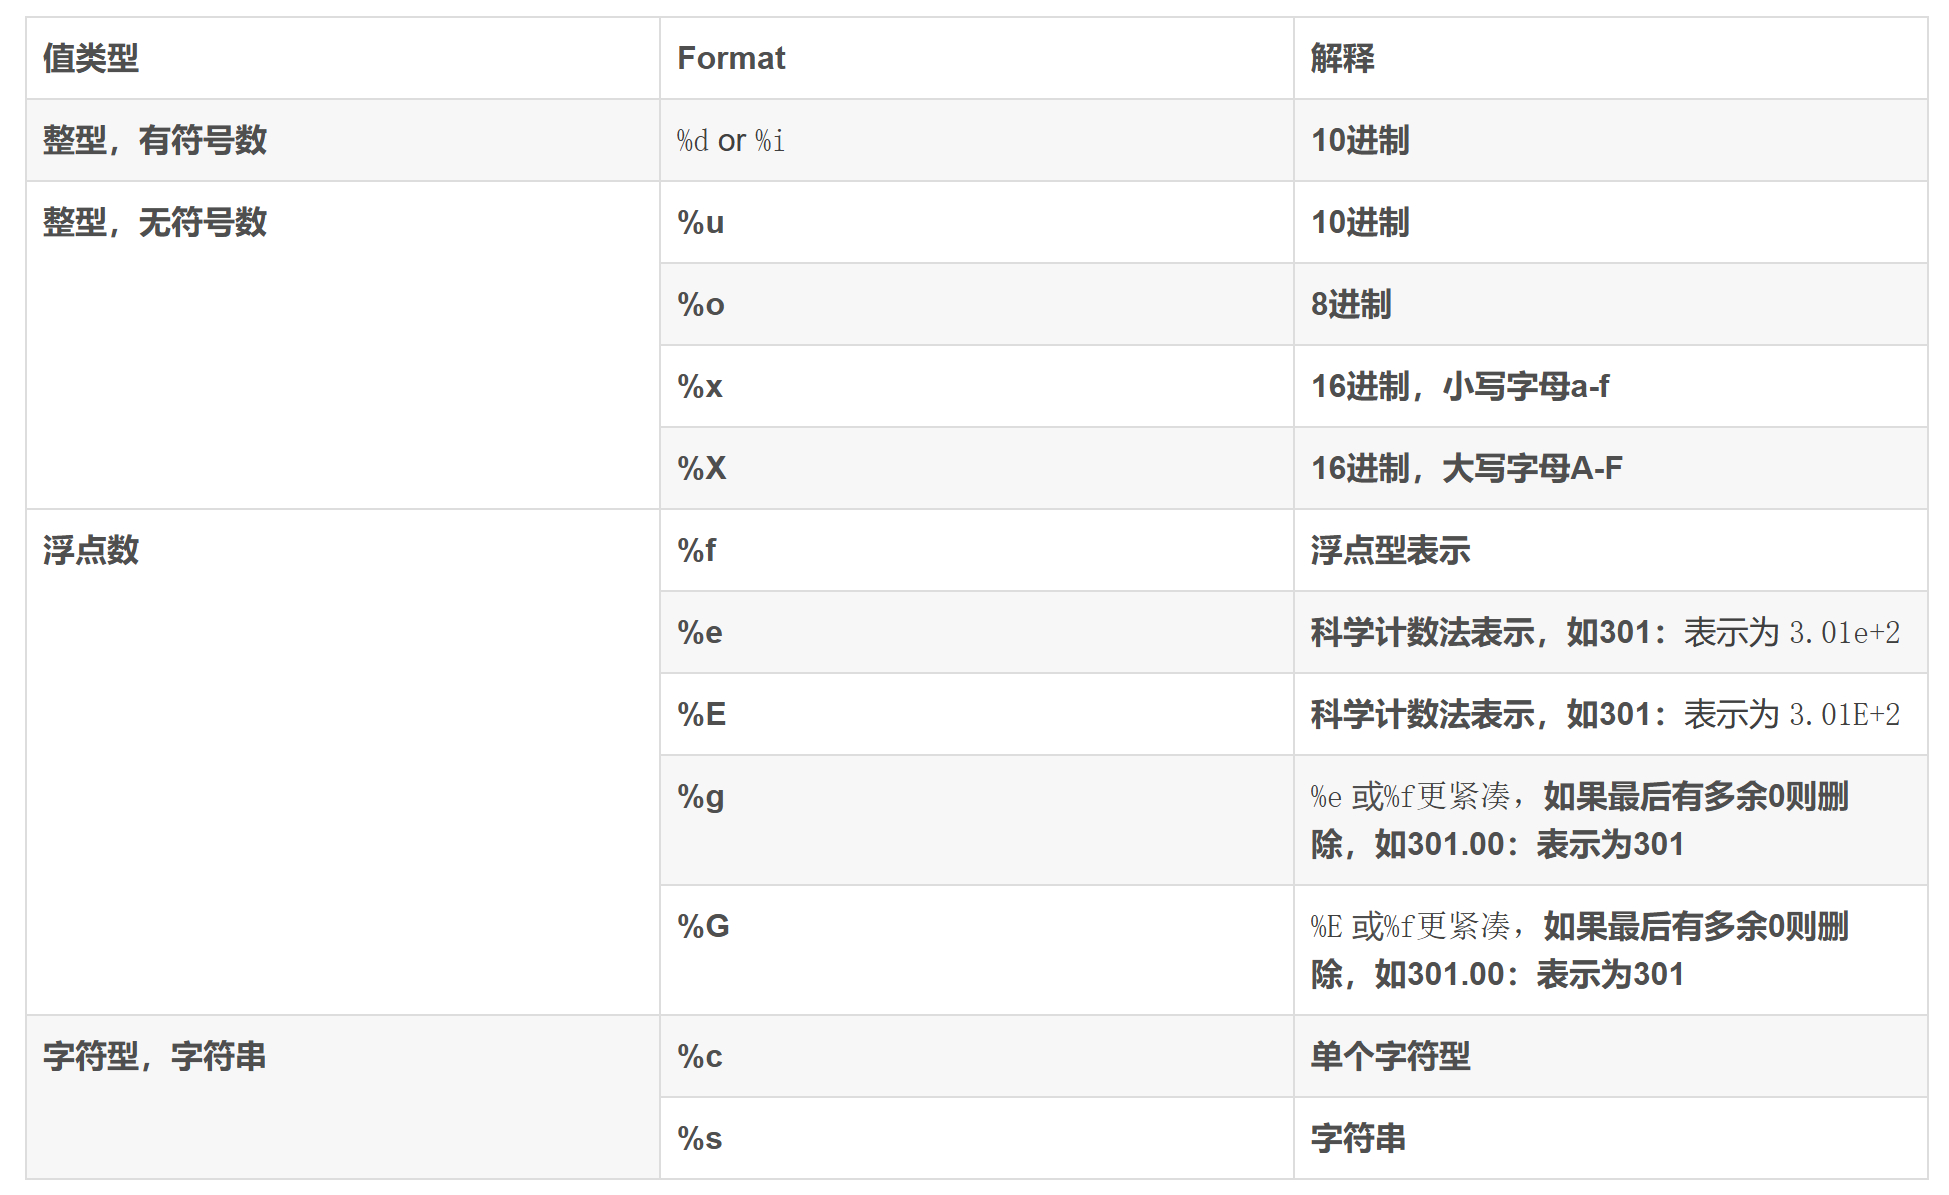 值类型 Format 解释
整型，有符号数 %d or %i 10进制
整型，无符号数 %u 10进制
%o 8进制
%x 16进制，小写字母a-f
%X 16进制，大写字母A-F
浮点数 %f 浮点型表示
%e 科学计数法表示，如301：表示为 3.01e+2
%E 科学计数法表示，如301：表示为 3.01E+2
%g %e 或%f更紧凑，如果最后有多余0则删
除，如301.00：表示为301
%G %E 或%f更紧凑，如果最后有多余0则删
除，如301.00：表示为301
字符型，字符串 %c 单个字符型
%s 字符串